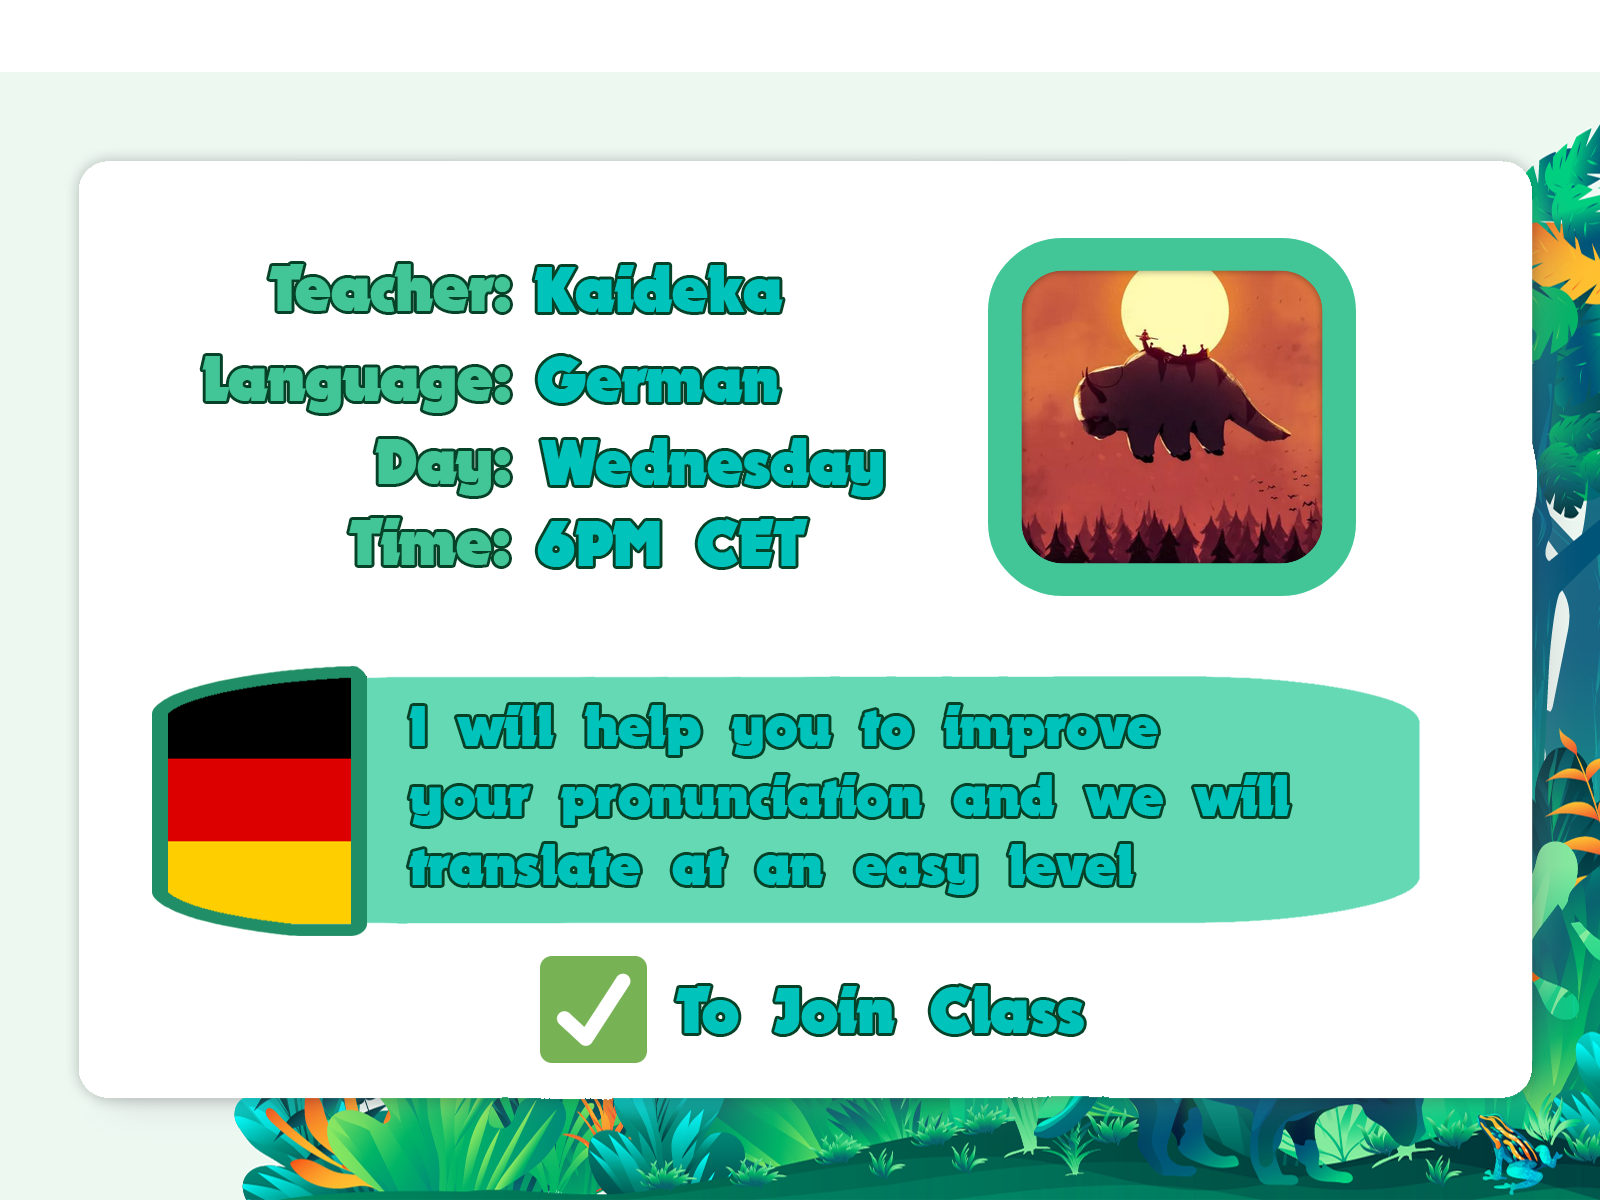 Teacher: Kaideka
Language: German
Day: Wednesday
Time: 6PM CET
I will help you to improve
your pronunciation and we will
translate at an easy level
To Join Class